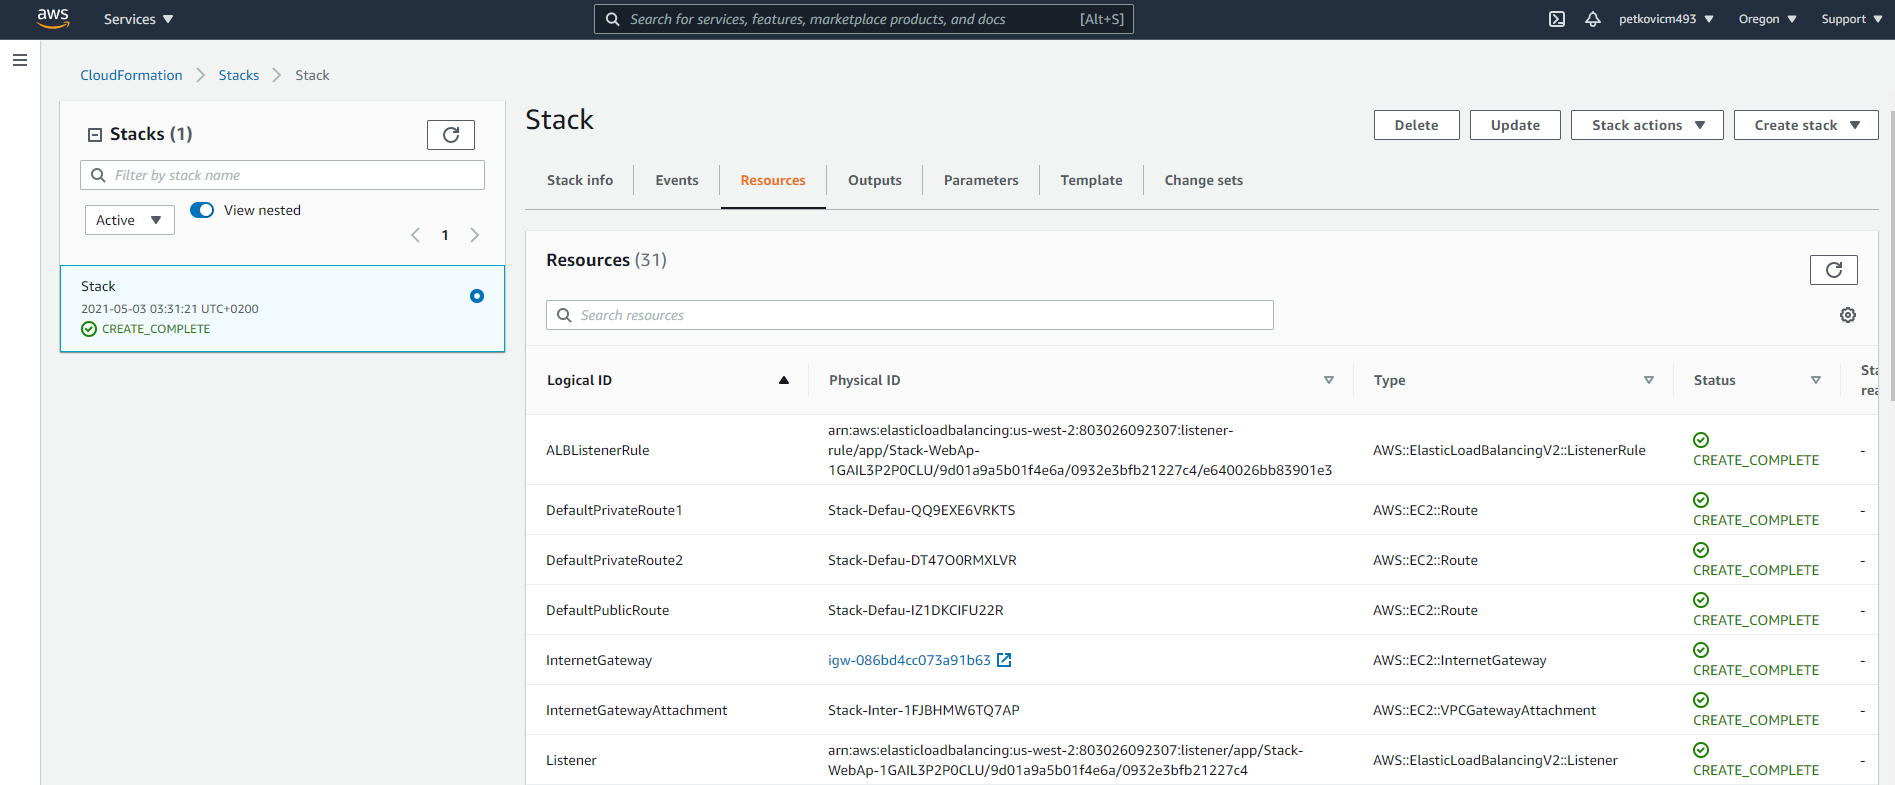 aws
Services
Search for services, features, marketplace products, and docs [Alt+S]
petkovicm493
Oregon
Support
CloudFormation
Stacks
Stack
Stacks (1)
Filter by stack name
Active
View nested
1
Stack
2021-05-03 03:31:21 UTC+0200
CREATE_COMPLETE
Stack
Delete
Update
Stack actions
Create stack
Stack info
Events
Resources
Outputs
Parameters
Template
Change sets
Resources (31)
Search resources
Logical ID
Physical ID
Type
Status
Sta
rea
ALBListenerRule
arn:aws:elasticloadbalancing:us-west-2:803026092307:listener-
rule/app/Stack-WebAp-
1GAIL3P2P0CLU/9d01a9a5b01f4e6a/0932e3bfb21227c4/e640026bb83901e3
AWS::ElasticLoadBalancingV2::ListenerRule
CREATE_COMPLETE
-
DefaultPrivateRoute1
Stack-Defau-QQ9EXE6VRKTS
AWS::EC2::Route
CREATE_COMPLETE
-
DefaultPrivateRoute2
Stack-Defau-DT47O0RMXLVR
AWS::EC2::Route
CREATE_COMPLETE
-
DefaultPublicRoute
Stack-Defau-IZ1DKCIFU22R
AWS::EC2::Route
CREATE_COMPLETE
-
InternetGateway
igw-086bd4cc073a91b63
AWS::EC2::InternetGateway
CREATE_COMPLETE
-
InternetGatewayAttachment
Stack-Inter-1FJBHMW6TQ7AP
AWS::EC2::VPCGatewayAttachment
CREATE_COMPLETE
-
Listener
arn:aws:elasticloadbalancing:us-west-2:803026092307:listener/app/Stack-
WebAp-1GAIL3P2P0CLU/9d01a9a5b01f4e6a/0932e3bfb21227c4
AWS::ElasticLoadBalancingV2::Listener
CREATE_COMPLETE
-